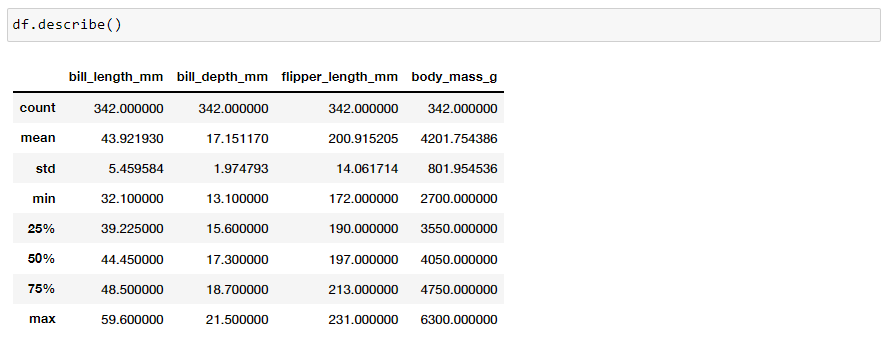 df.describe()
bill_length_mm bill_depth_mm flipper_length_mm body_mass_g
count 342.000000 342.000000 342.000000 342.000000
mean 43.921930 17.151170 200.915205 4201.754386
std 5.459584 1.974793 14.061714 801.954536
min 32.100000 13.100000 172.000000 2700.000000
25% 39.225000 15.600000 190.000000 3550.000000
50% 44.450000 17.300000 197.000000 4050.000000
75% 48.500000 18.700000 213.000000 4750.000000
max 59.600000 21.500000 231.000000 6300.000000